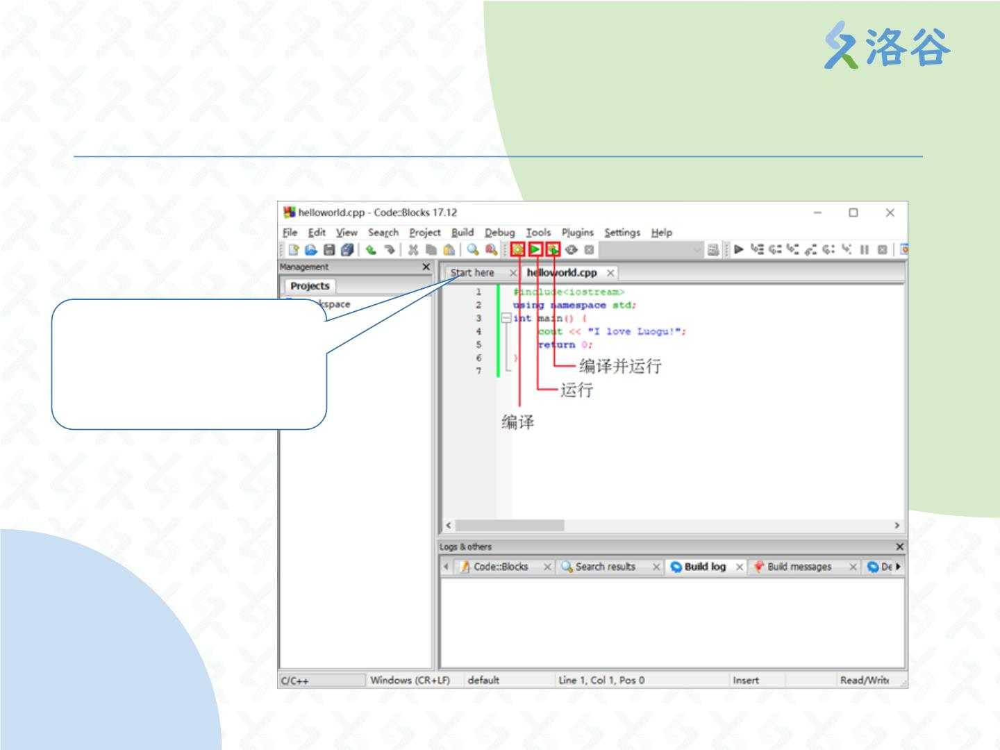 洛谷
helloworld.cpp - Code::Blocks 17.12
File Edit View Search Project Build Debug Tools Plugins Settings Help
Management
Start here helloworld.cpp
Projects
1 #include<iostream>
2 using namespace std;
3 int main() {
4 cout << "I love Luogu!";
5 return 0;
6 }
7
编译并运行
运行
编译
Logs & others
Code::Blocks Search results Build log Build messages De
C/C++ Windows (CR+LF) default Line 1, Col 1, Pos 0 Insert Read/Write